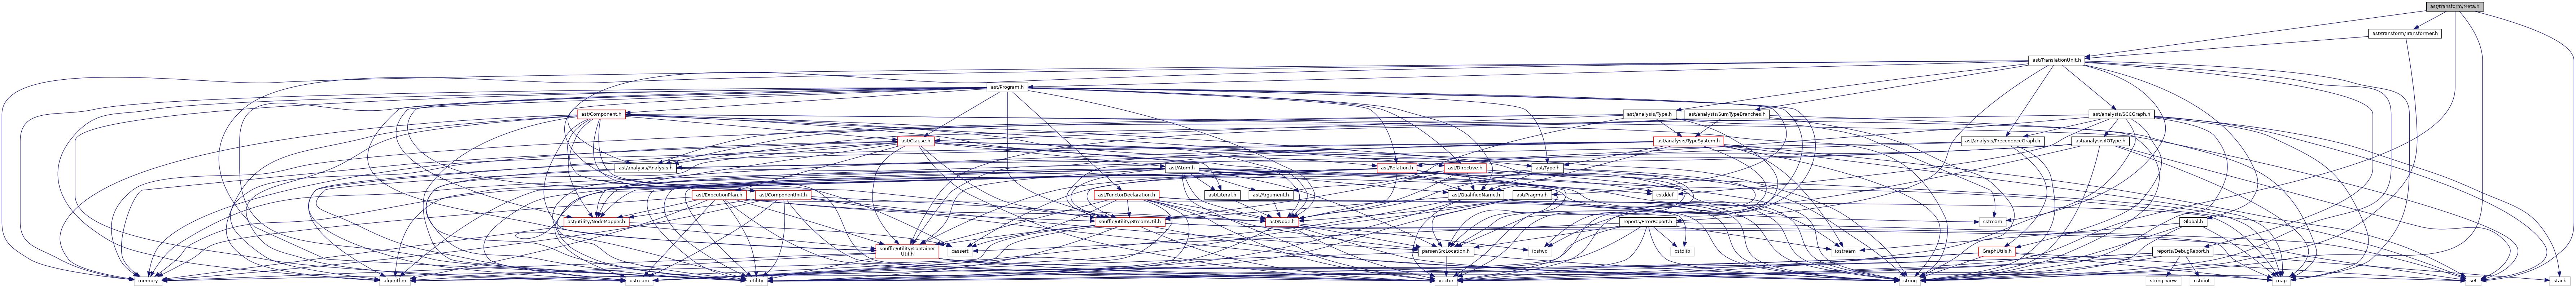 ast/transform/Meta.h
ast/transform/Transformer.h
ast/TranslationUnit.h
ast/Program.h
ast/Component.h
ast/analysis/Type.h
ast/analysis/SumTypeBranches.h
ast/analysis/SCCGraph.h
ast/Clause.h
ast/analysis/TypeSystem.h
ast/analysis/PrecedenceGraph.h
ast/analysis/IOType.h
ast/analysis/Analysis.h
ast/Atom.h
ast/Relation.h
ast/Directive.h
ast/Type.h
ast/ExecutionPlan.h
ast/ComponentInit.h
ast/FunctorDeclaration.h
ast/Literal.h
ast/Argument.h
ast/QualifiedName.h
ast/Pragma.h
cstddef
ast/utility/NodeMapper.h
souffle/utility/StreamUtil.h
ast/Node.h
reports/ErrorReport.h
sstream
sstream
Global.h
souffle/utility/Container
Util.h
cassert
parser/SrcLocation.h
iosfwd
cstdlib
iostream
GraphUtils.h
reports/DebugReport.h
memory
algorithm
ostream
utility
vector
string
string_view
cstdint
map
set
stack